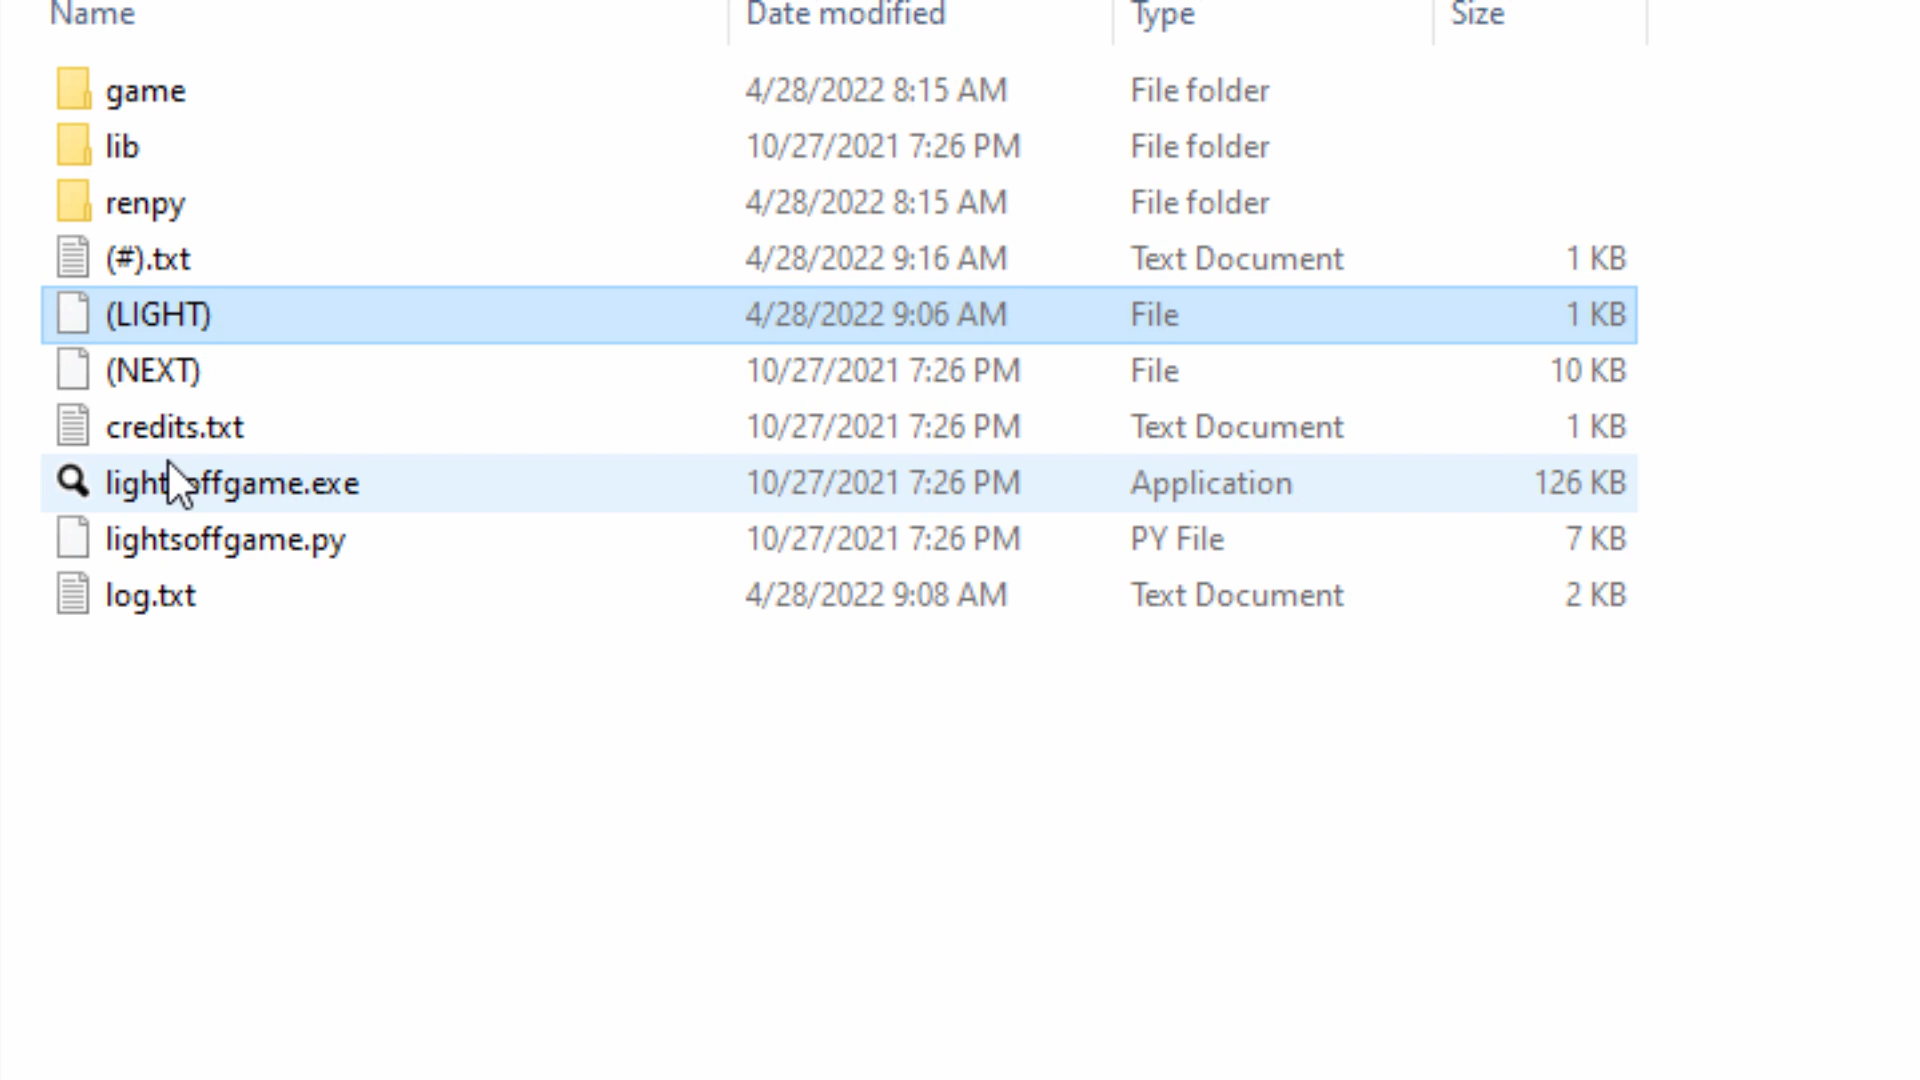 Name Date modified Type Size
game 4/28/2022 8:15 AM File folder
lib 10/27/2021 7:26 PM File folder
renpy 4/28/2022 8:15 AM File folder
(#).txt 4/28/2022 9:16 AM Text Document 1 KB
(LIGHT) 4/28/2022 9:06 AM File 1 KB
(NEXT) 10/27/2021 7:26 PM File 10 KB
credits.txt 10/27/2021 7:26 PM Text Document 1 KB
lightsoffgame.exe 10/27/2021 7:26 PM Application 126 KB
lightsoffgame.py 10/27/2021 7:26 PM PY File 7 KB
log.txt 4/28/2022 9:08 AM Text Document 2 KB